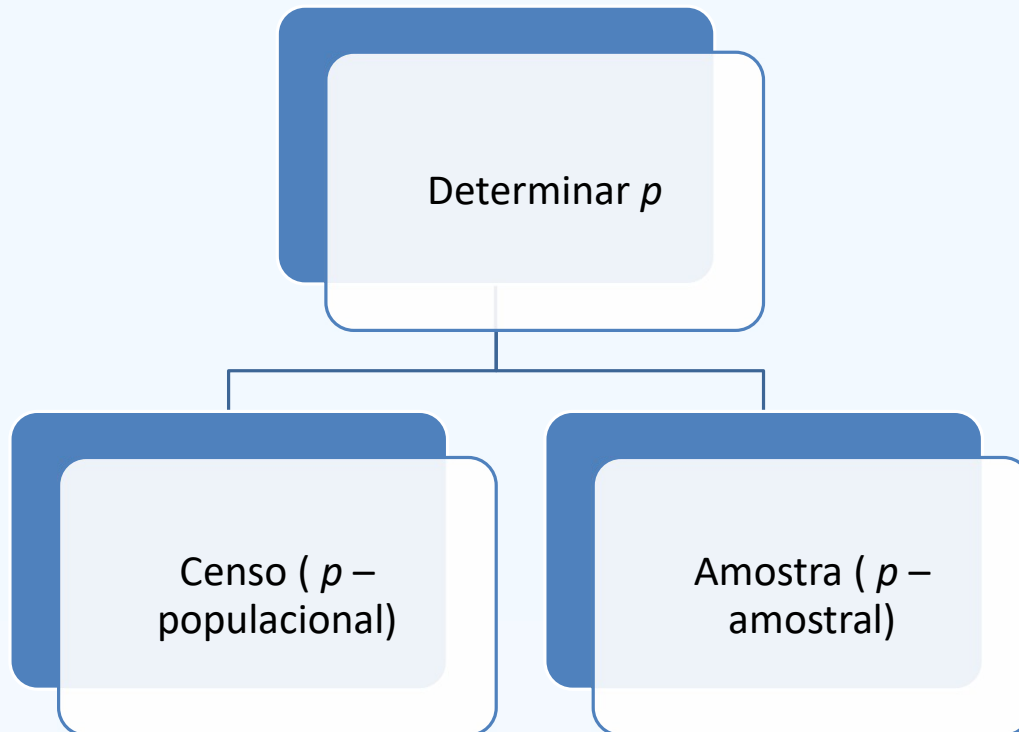 Determinar p
Censo ( p –
populacional)
Amostra ( p –
amostral)